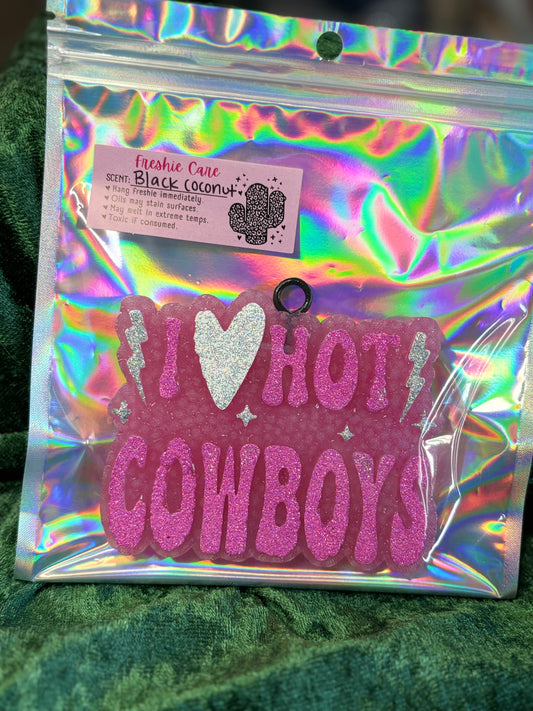 Freshie Care
SCENT: Black coconut
Hang freshie immediately.
Oils may stain surfaces.
May melt in extreme temps.
Toxic if consumed.
I HOT
COWBOYS